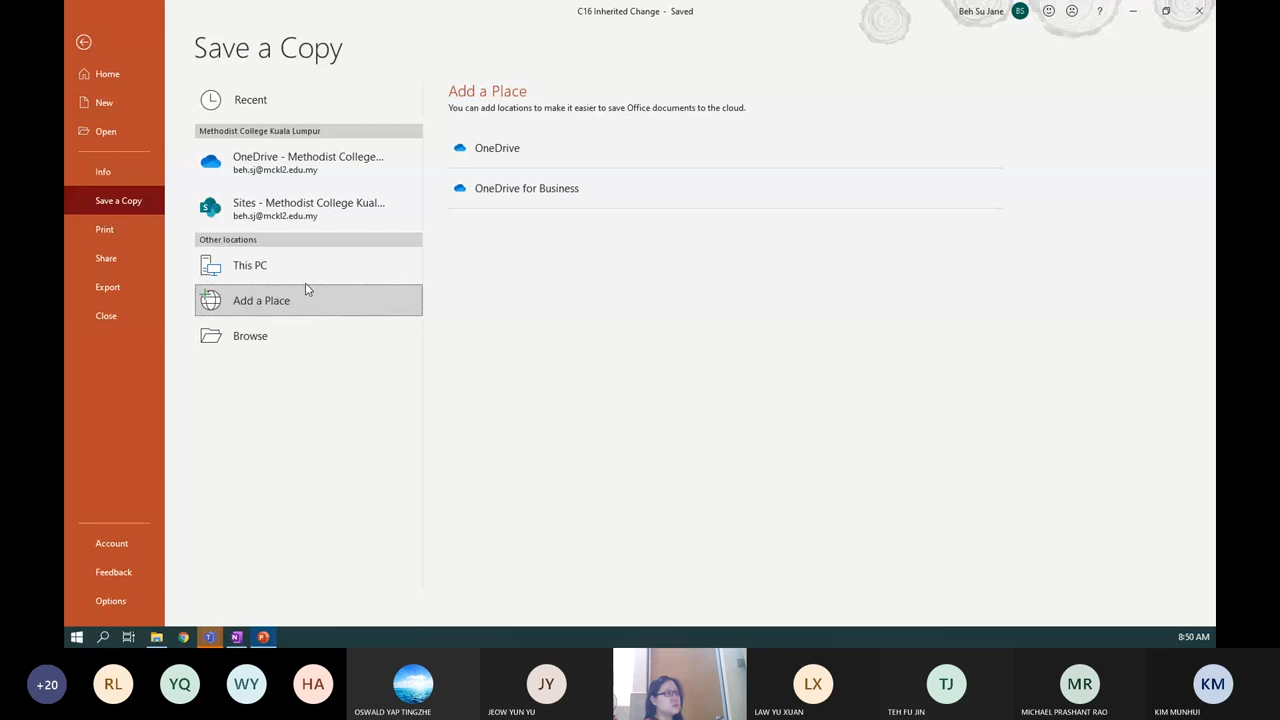 C16 Inherited Change - Saved
Beh Su Jane
BS
?
Save a Copy
Home
New
Open
Info
Save a Copy
Print
Share
Export
Close
Account
Feedback
Options
Recent
Methodist College Kuala Lumpur
OneDrive - Methodist College...
beh.sj@mckl2.edu.my
Sites - Methodist College Kual...
beh.sj@mckl2.edu.my
Other locations
This PC
Add a Place
Browse
Add a Place
You can add locations to make it easier to save Office documents to the cloud.
OneDrive
OneDrive for Business
8:50 AM
+20
RL
YQ
WY
HA
OSWALD YAP TINGZHE
JY
JEOW YUN YU
LX
LAW YU XUAN
TJ
TEH FU JIN
MR
MICHAEL PRASHANT RAO
KM
KIM MUNHUI